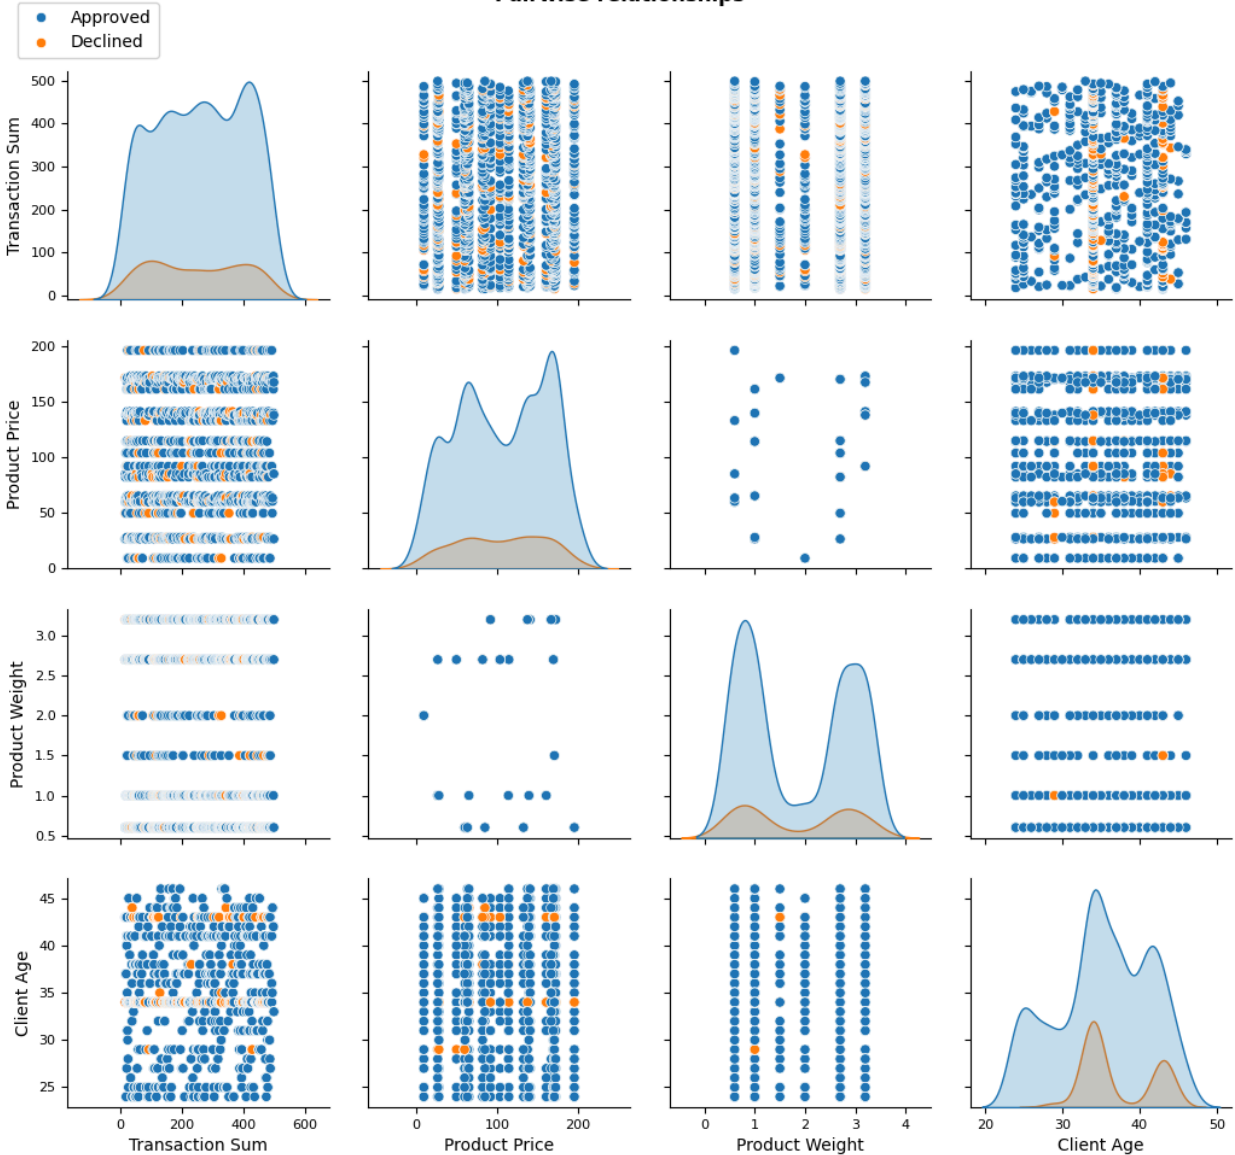 Approved
Declined
500
400
300
200
100
0
Transaction Sum
0 200 400 600
0 100 200
0 1 2 3 4
20 30 40 50
200
150
100
50
0
Product Price
3.0
2.5
2.0
1.5
1.0
0.5
Product Weight
45
40
35
30
25
Client Age
Transaction Sum
Product Price
Product Weight
Client Age